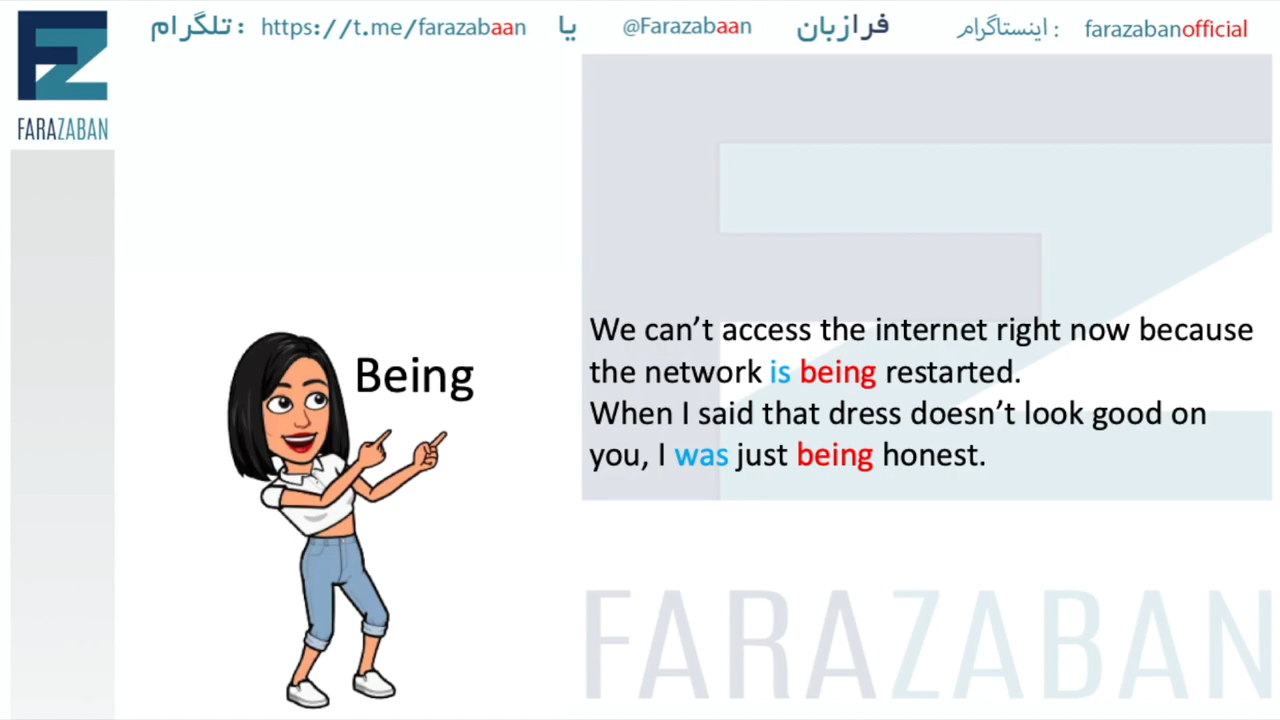 تلگرام : https://t.me/farazabaan یا @Farazabaan فرازبان اینستاگرام : farazabanofficial
FZ
FARAZABAN
Being
We can’t access the internet right now because
the network is being restarted.
When I said that dress doesn’t look good on
you, I was just being honest.
FARAZABAN